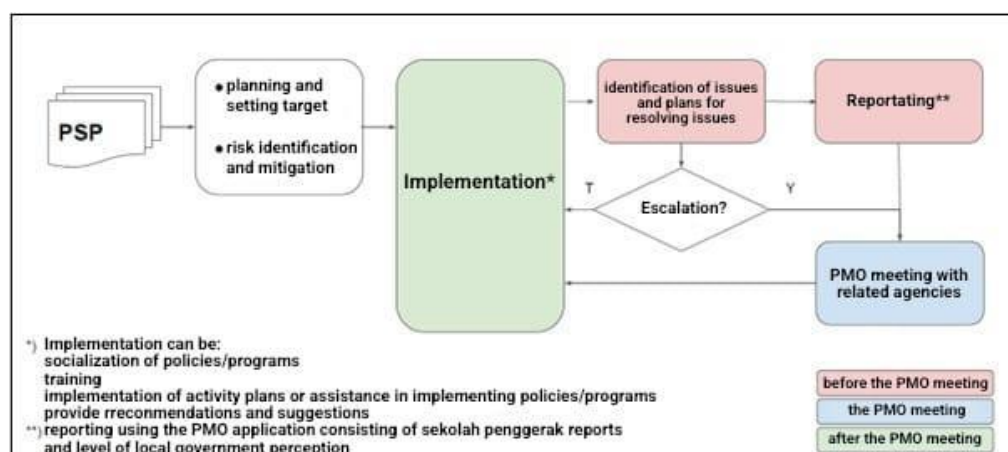 PSP
● planning and
setting target
● risk identification
and mitigation
Implementation*
identification of issues
and plans for
resolving issues
Reportating**
T
Escalation?
Y
PMO meeting with
related agencies
*) Implementation can be:
socialization of policies/programs
training
implementation of activity plans or assistance in implementing policies/programs
provide rreconmendations and suggestions
**) reporting using the PMO application consisting of sekolah penggerak reports
and level of local government perception
before the PMO meeting
the PMO meeting
after the PMO meeting